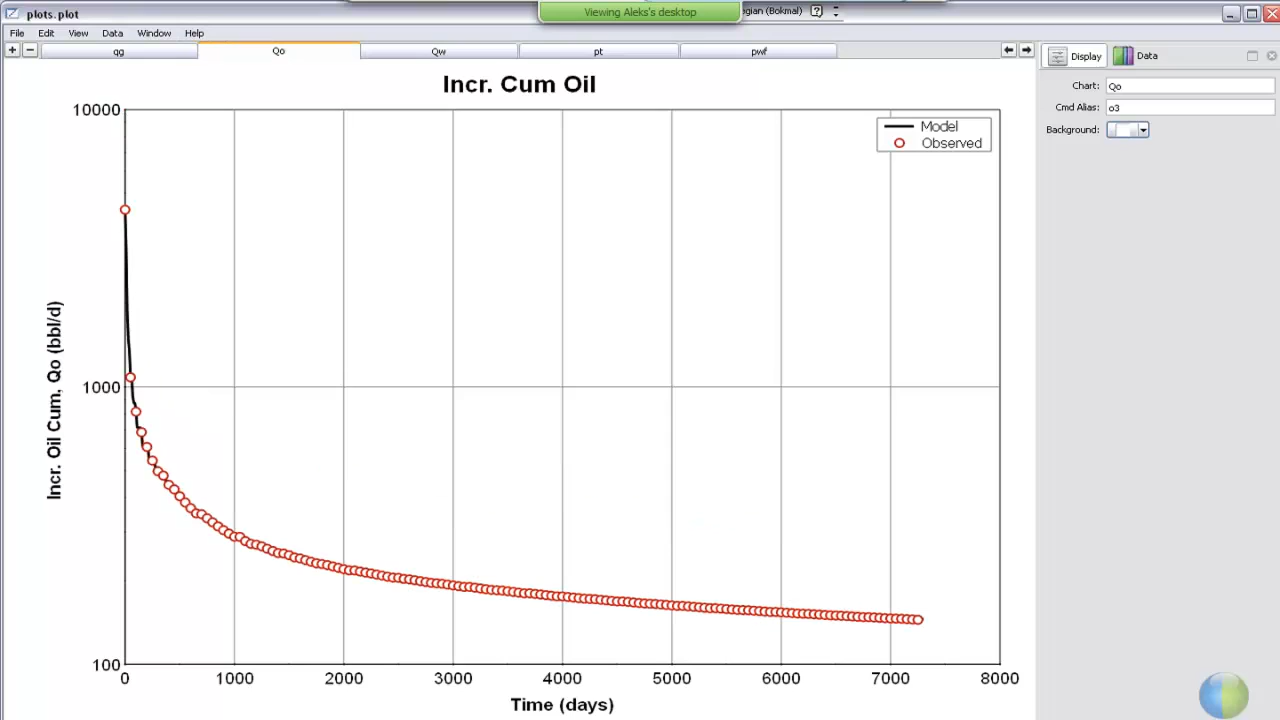 plots.plot
Viewing Aleks's desktop
egian (Bokmal)
File Edit View Data Window Help
qg Qo Qw pt pwf
Display Data
Chart: Qo
Cmd Alias: o3
Background:
Incr. Cum Oil
Model
Observed
10000
1000
100
Incr. Oil Cum, Qo (bbl/d)
0 1000 2000 3000 4000 5000 6000 7000 8000
Time (days)